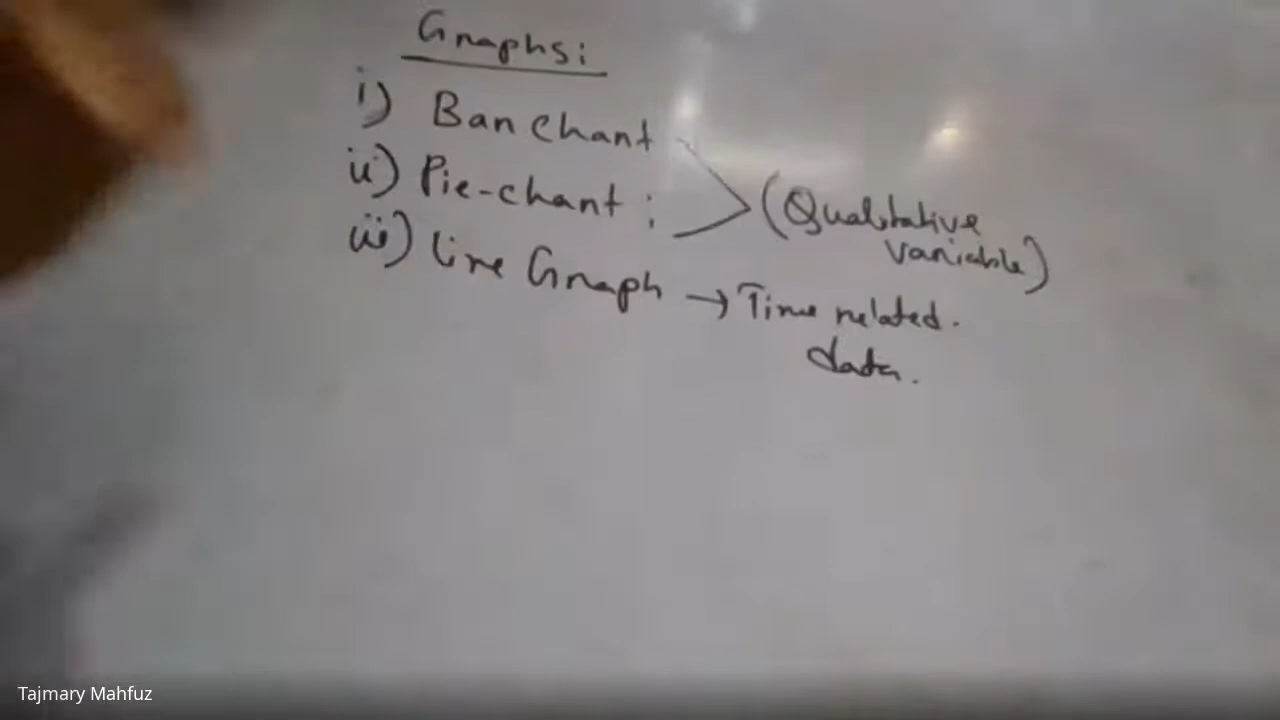 Graphs:
i) Bar chart
ii) Pie-chart ;
(Qualitative
variable)
iii) Line Graph → Time related.
data.
Tajmary Mahfuz